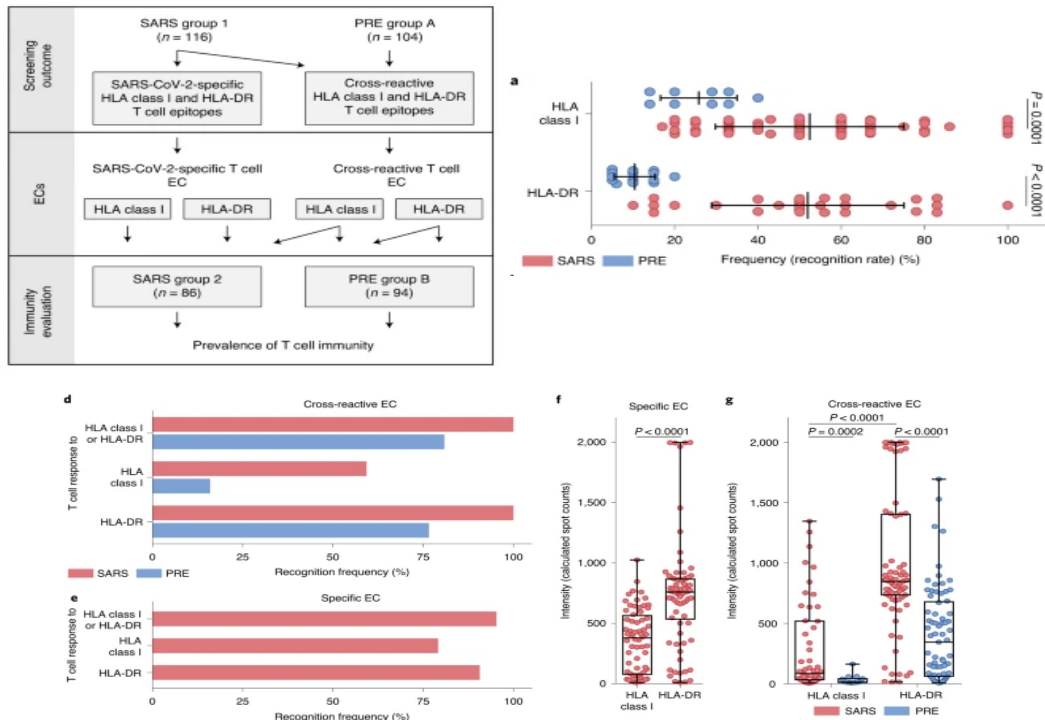 Screening
outcome
SARS group 1
(n = 116)
PRE group A
(n = 104)
SARS-CoV-2-specific
HLA class I and HLA-DR
T cell epitopes
Cross-reactive
HLA class I and HLA-DR
T cell epitopes
ECs
SARS-CoV-2-specific T cell
EC
Cross-reactive T cell
EC
HLA class I
HLA-DR
HLA class I
HLA-DR
Immunity
evaluation
SARS group 2
(n = 86)
PRE group B
(n = 94)
Prevalence of T cell immunity
a
HLA
class I
HLA-DR
P = 0.0001
P < 0.0001
0 20 40 60 80 100
SARS PRE
Frequency (recognition rate) (%)
d
Cross-reactive EC
T cell response to
HLA class I
or HLA-DR
HLA
class I
HLA-DR
0 25 50 75 100
SARS PRE
Recognition frequency (%)
e
Specific EC
T cell response to
HLA class I
or HLA-DR
HLA
class I
HLA-DR
0 25 50 75 100
Recognition frequency (%)
f
Specific EC
P < 0.0001
Intensity (calculated spot counts)
2,000
1,500
1,000
500
0
HLA
class I
HLA-DR
g
Cross-reactive EC
P < 0.0001
P = 0.0002 P < 0.0001
Intensity (calculated spot counts)
2,000
1,500
1,000
500
0
HLA class I HLA-DR
SARS PRE